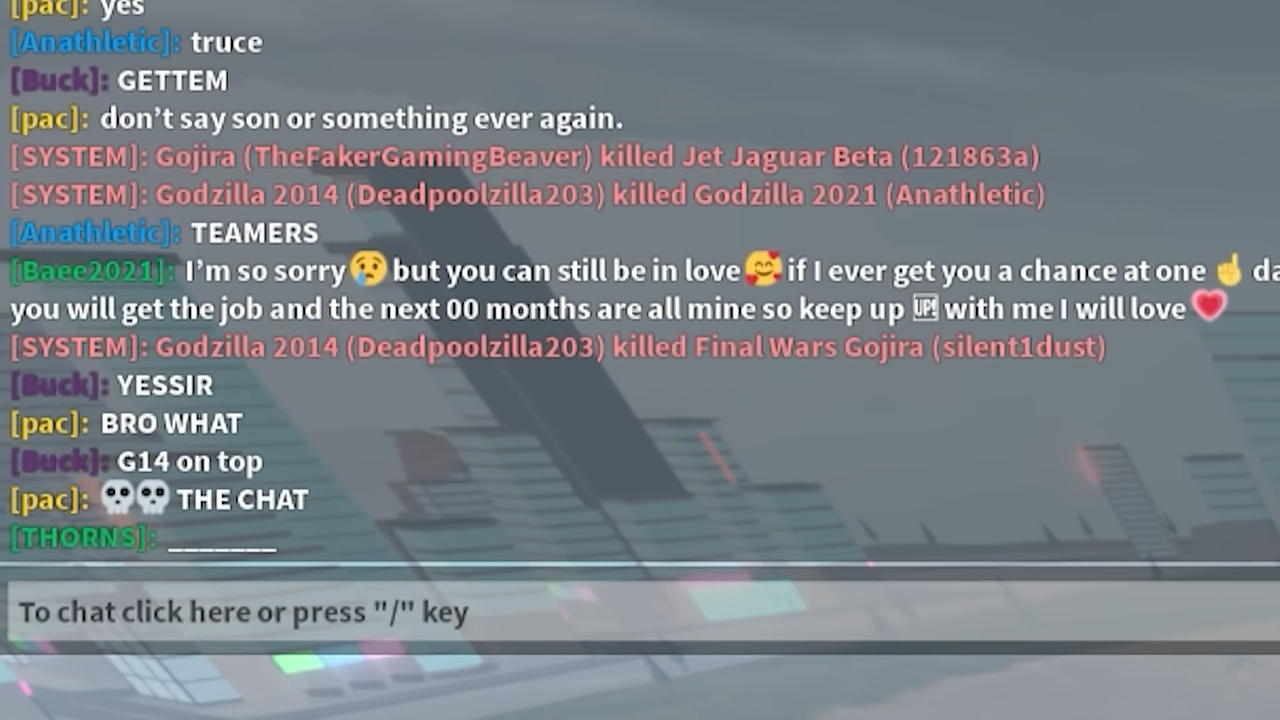 [pac]: yes
[Anathletic]: truce
[Buck]: GETTEM
[pac]: don’t say son or something ever again.
[SYSTEM]: Gojira (TheFakerGamingBeaver) killed Jet Jaguar Beta (121863a)
[SYSTEM]: Godzilla 2014 (Deadpoolzilla203) killed Godzilla 2021 (Anathletic)
[Anathletic]: TEAMERS
[Baee2021]: I’m so sorry😢but you can still be in love🥰if I ever get you a chance at one ☝️
you will get the job and the next 00 months are all mine so keep up 🆙 with me I will love💗
[SYSTEM]: Godzilla 2014 (Deadpoolzilla203) killed Final Wars Gojira (silent1dust)
[Buck]: YESSIR
[pac]: BRO WHAT
[Buck]: G14 on top
[pac]: 💀💀 THE CHAT
[THORNS]: _______
To chat click here or press "/" key